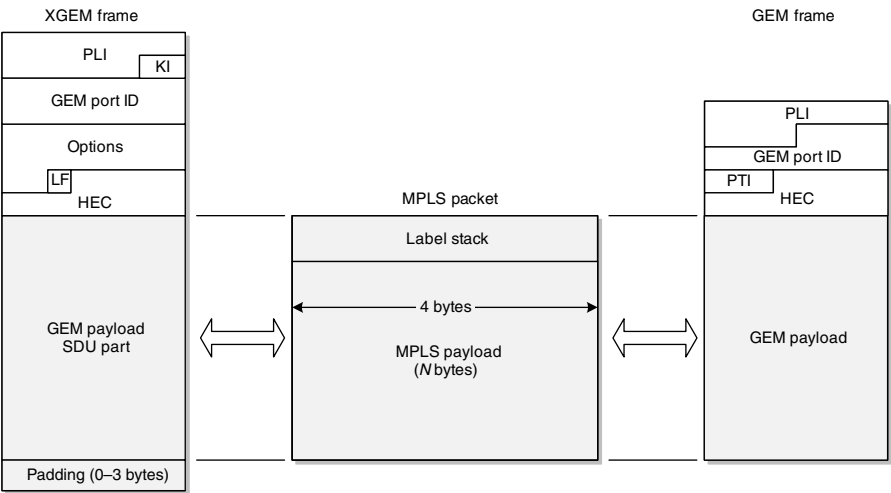 XGEM frame
PLI
KI
GEM port ID
Options
LF
HEC
GEM payload
SDU part
Padding (0–3 bytes)
MPLS packet
Label stack
4 bytes
MPLS payload
(N bytes)
GEM frame
PLI
GEM port ID
PTI
HEC
GEM payload